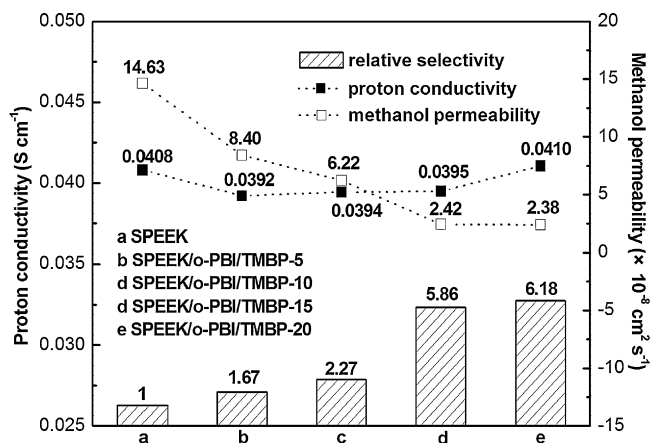 0.050
0.045
0.040
0.035
0.030
0.025
Proton conductivity (S cm⁻¹)
20
15
10
5
0
-5
-10
-15
Methanol permeability (× 10⁻⁸ cm² s⁻¹)
relative selectivity
proton conductivity
methanol permeability
14.63
8.40
6.22
2.42
2.38
0.0408
0.0392
0.0394
0.0395
0.0410
a SPEEK
b SPEEK/o-PBI/TMBP-5
d SPEEK/o-PBI/TMBP-10
d SPEEK/o-PBI/TMBP-15
e SPEEK/o-PBI/TMBP-20
1
1.67
2.27
5.86
6.18
a b c d e